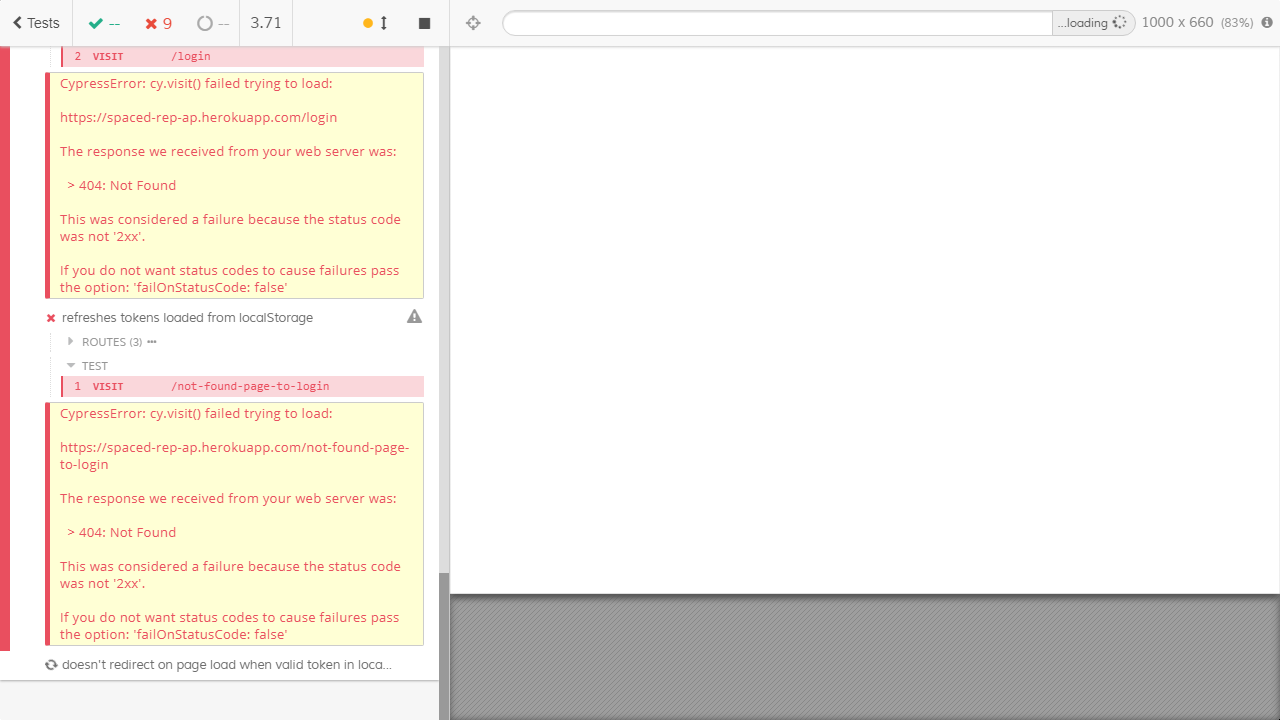 Tests -- 9 -- 3.71 ...loading 1000 x 660 (83%)
2 VISIT /login
CypressError: cy.visit() failed trying to load:
https://spaced-rep-ap.herokuapp.com/login
The response we received from your web server was:
> 404: Not Found
This was considered a failure because the status code
was not '2xx'.
If you do not want status codes to cause failures pass
the option: 'failOnStatusCode: false'
refreshes tokens loaded from localStorage
ROUTES (3) •••
TEST
1 VISIT /not-found-page-to-login
CypressError: cy.visit() failed trying to load:
https://spaced-rep-ap.herokuapp.com/not-found-page-
to-login
The response we received from your web server was:
> 404: Not Found
This was considered a failure because the status code
was not '2xx'.
If you do not want status codes to cause failures pass
the option: 'failOnStatusCode: false'
doesn't redirect on page load when valid token in loca...